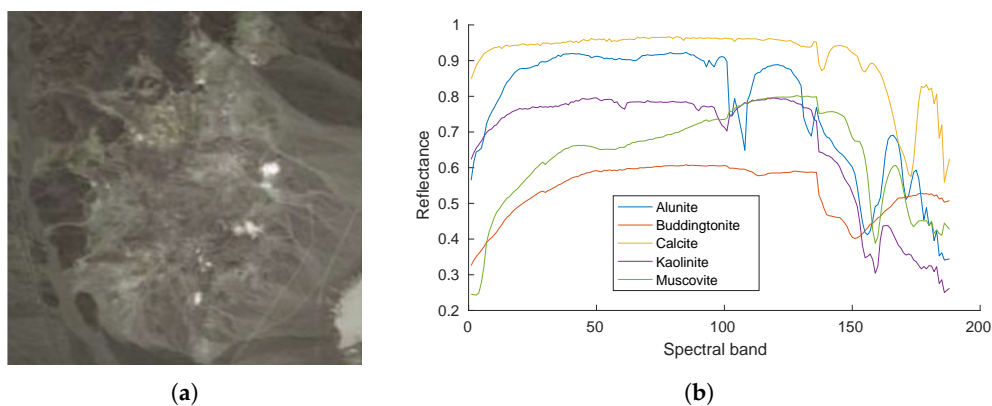 1
0.9
0.8
0.7
0.6
0.5
0.4
0.3
0.2
Reflectance
Alunite
Buddingtonite
Calcite
Kaolinite
Muscovite
0 50 100 150 200
Spectral band
(a) (b)